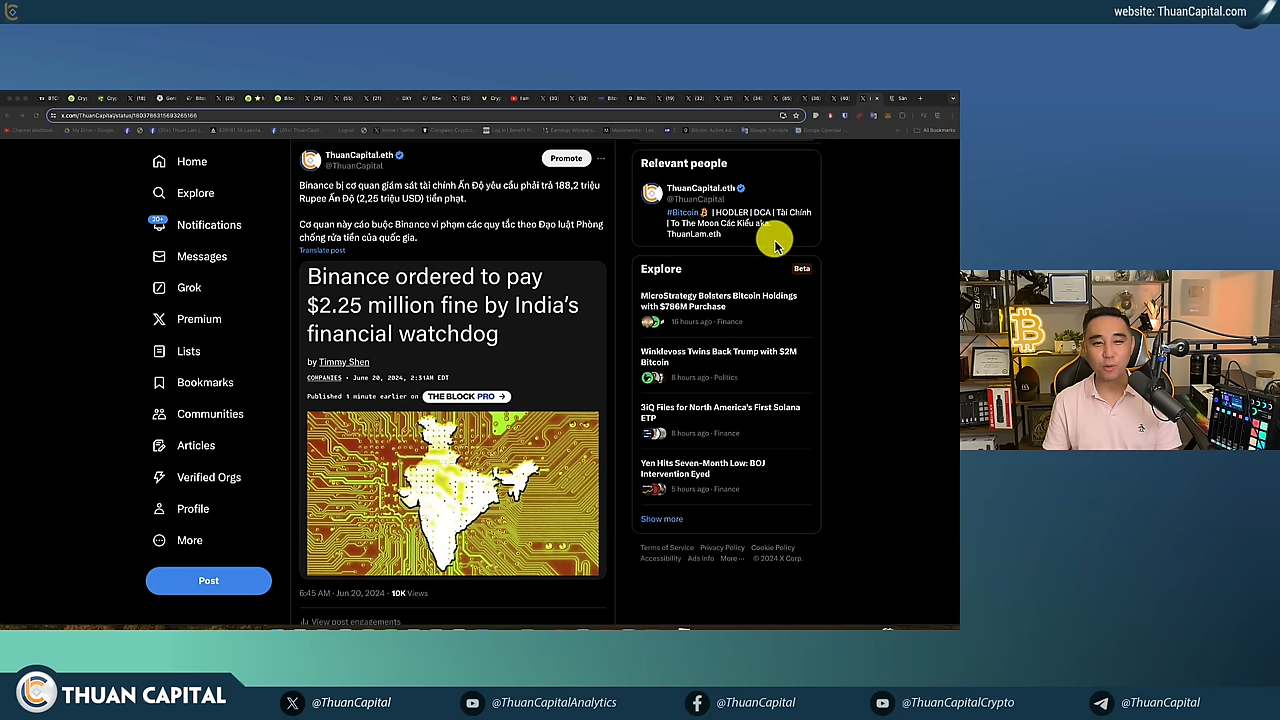 website: ThuanCapital.com
x.com/ThuanCapital/status/1803786315693265166
All Bookmarks
Home
Explore
20+
Notifications
Messages
Grok
Premium
Lists
Bookmarks
Communities
Articles
Verified Orgs
Profile
More
Post
ThuanCapital.eth
@ThuanCapital
Promote
Binance bị cơ quan giám sát tài chính Ấn Độ yêu cầu phải trả 188,2 triệu
Rupee Ấn Độ (2,25 triệu USD) tiền phạt.
Cơ quan này cáo buộc Binance vi phạm các quy tắc theo Đạo luật Phòng
chống rửa tiền của quốc gia.
Translate post
Binance ordered to pay
$2.25 million fine by India's
financial watchdog
by Timmy Shen
COMPANIES • June 20, 2024, 2:31AM EDT
Published 1 minute earlier on THE BLOCK PRO →
6:45 AM · Jun 20, 2024 · 10K Views
View post engagements
Relevant people
ThuanCapital.eth
@ThuanCapital
#Bitcoin | HODLER | DCA | Tài Chính
| To The Moon Các Kiểu aka.
ThuanLam.eth
Explore
Beta
MicroStrategy Bolsters Bitcoin Holdings
with $786M Purchase
16 hours ago · Finance
Winklevoss Twins Back Trump with $2M
Bitcoin
8 hours ago · Politics
3iQ Files for North America's First Solana
ETP
8 hours ago · Finance
Yen Hits Seven-Month Low: BOJ
Intervention Eyed
5 hours ago · Finance
Show more
Terms of Service Privacy Policy Cookie Policy
Accessibility Ads info More ··· © 2024 X Corp.
THUAN CAPITAL
@ThuanCapital
@ThuanCapitalAnalytics
@ThuanCapital
@ThuanCapitalCrypto
@ThuanCapital